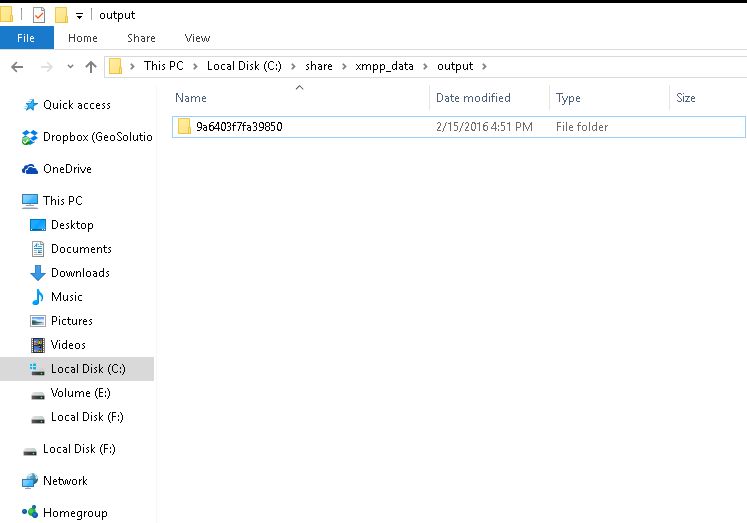 output
File Home Share View
This PC Local Disk (C:) share xmpp_data output
Name Date modified Type Size
9a6403f7fa39850 2/15/2016 4:51 PM File folder
Quick access
Dropbox (GeoSolutio
OneDrive
This PC
Desktop
Documents
Downloads
Music
Pictures
Videos
Local Disk (C:)
Volume (E:)
Local Disk (F:)
Local Disk (F:)
Network
Homegroup